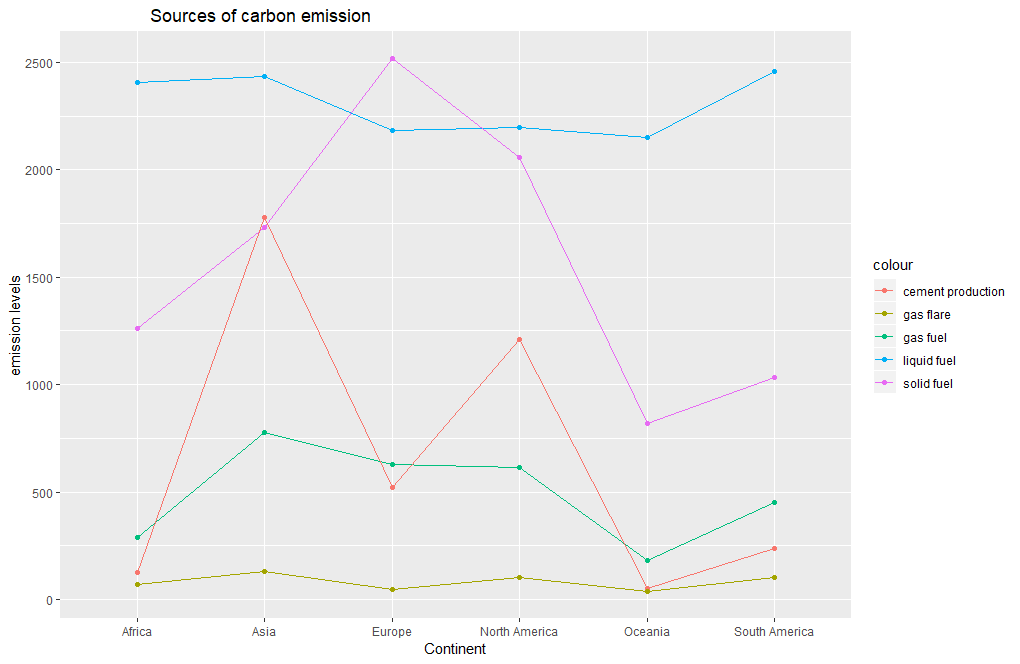 Sources of carbon emission
emission levels
2500
2000
1500
1000
500
0
Africa
Asia
Europe
North America
Oceania
South America
Continent
colour
cement production
gas flare
gas fuel
liquid fuel
solid fuel